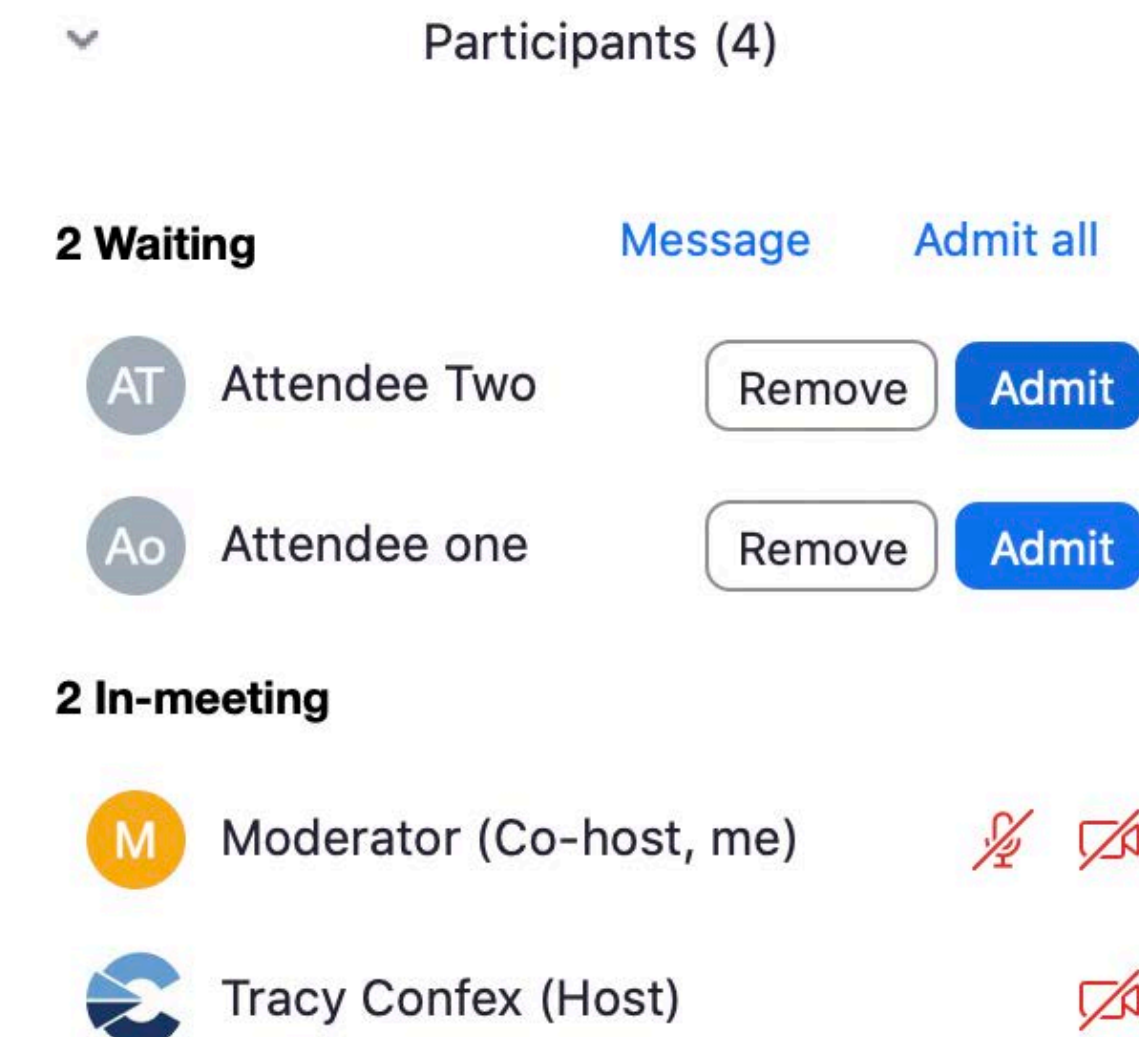 Participants (4)
2 Waiting Message Admit all
AT Attendee Two Remove Admit
Ao Attendee one Remove Admit
2 In-meeting
M Moderator (Co-host, me)
Tracy Confex (Host)